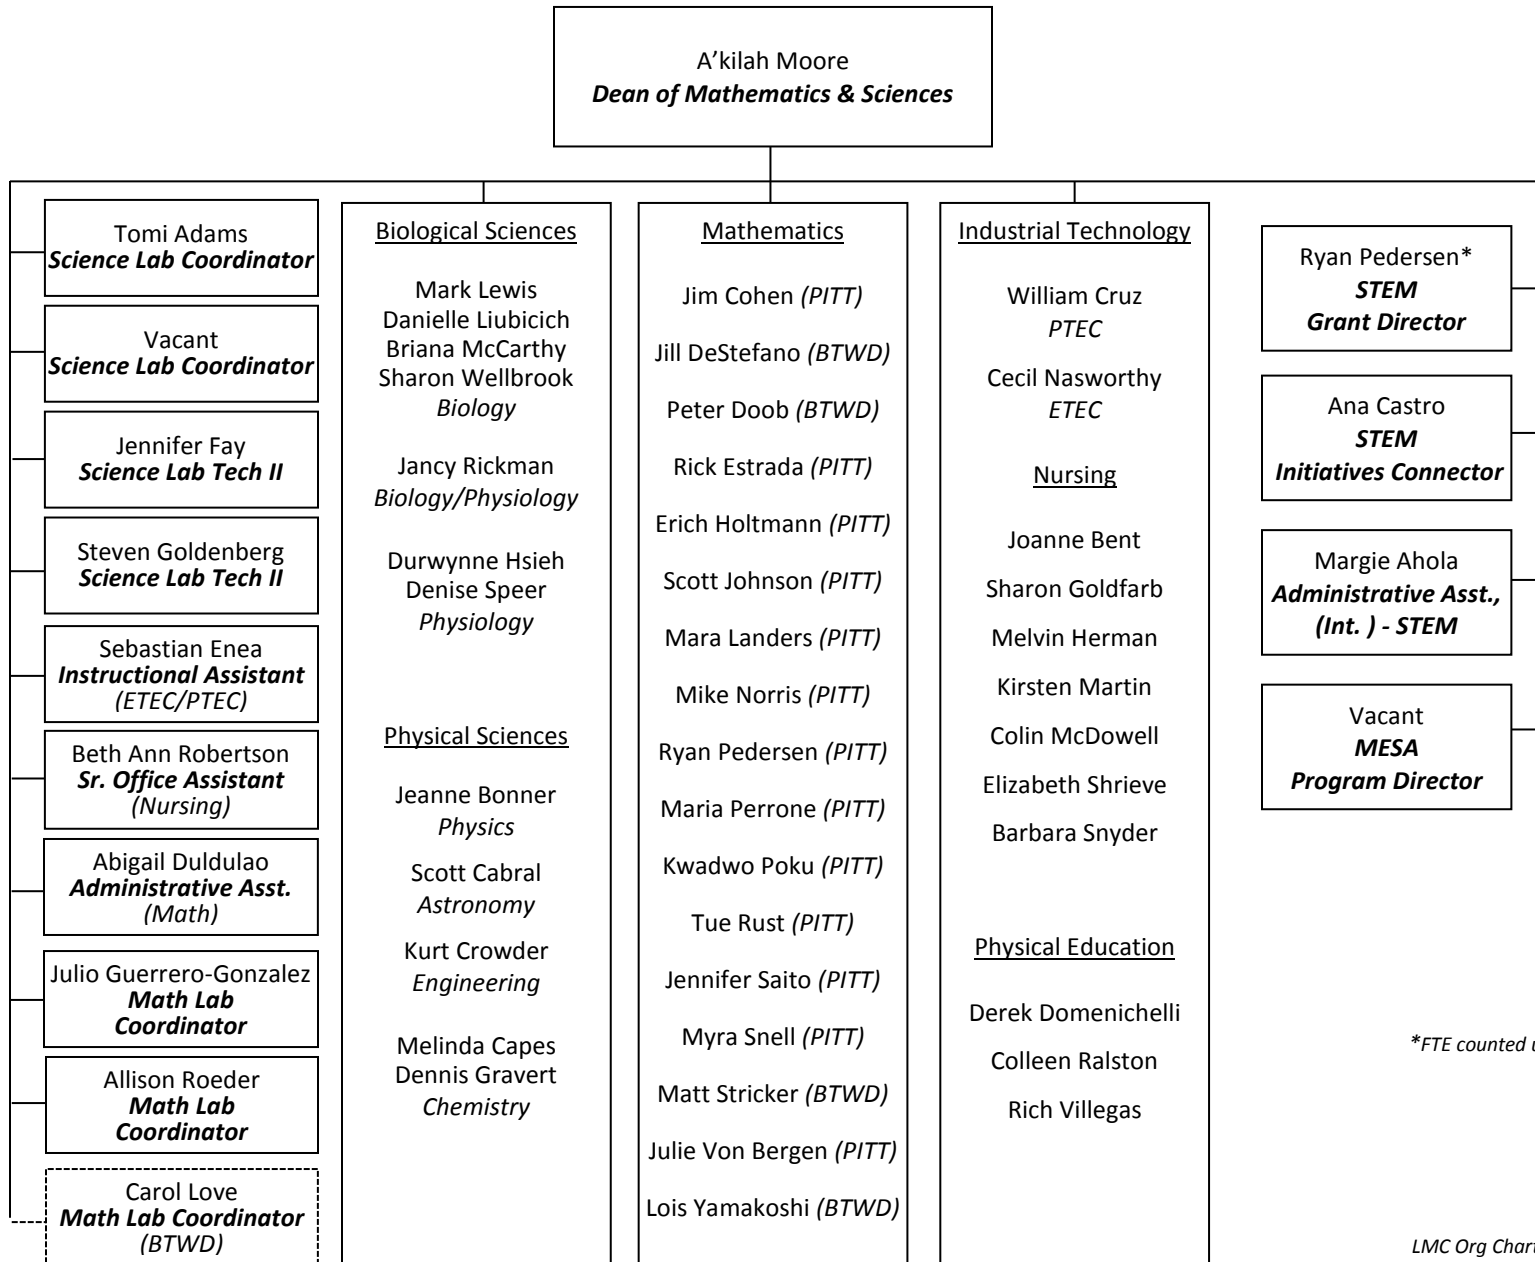 A’kilah Moore
Dean of Mathematics & Sciences
Tomi Adams
Science Lab Coordinator
Vacant
Science Lab Coordinator
Jennifer Fay
Science Lab Tech II
Steven Goldenberg
Science Lab Tech II
Sebastian Enea
Instructional Assistant
(ETEC/PTEC)
Beth Ann Robertson
Sr. Office Assistant
(Nursing)
Abigail Duldulao
Administrative Asst.
(Math)
Julio Guerrero-Gonzalez
Math Lab
Coordinator
Allison Roeder
Math Lab
Coordinator
Carol Love
Math Lab Coordinator
(BTWD)
Biological Sciences
Mark Lewis
Danielle Liubicich
Briana McCarthy
Sharon Wellbrook
Biology
Jancy Rickman
Biology/Physiology
Durwynne Hsieh
Denise Speer
Physiology
Physical Sciences
Jeanne Bonner
Physics
Scott Cabral
Astronomy
Kurt Crowder
Engineering
Melinda Capes
Dennis Gravert
Chemistry
Mathematics
Jim Cohen (PITT)
Jill DeStefano (BTWD)
Peter Doob (BTWD)
Rick Estrada (PITT)
Erich Holtmann (PITT)
Scott Johnson (PITT)
Mara Landers (PITT)
Mike Norris (PITT)
Ryan Pedersen (PITT)
Maria Perrone (PITT)
Kwadwo Poku (PITT)
Tue Rust (PITT)
Jennifer Saito (PITT)
Myra Snell (PITT)
Matt Stricker (BTWD)
Julie Von Bergen (PITT)
Lois Yamakoshi (BTWD)
Industrial Technology
William Cruz
PTEC
Cecil Nasworthy
ETEC
Nursing
Joanne Bent
Sharon Goldfarb
Melvin Herman
Kirsten Martin
Colin McDowell
Elizabeth Shrieve
Barbara Snyder
Physical Education
Derek Domenichelli
Colleen Ralston
Rich Villegas
Ryan Pedersen*
STEM
Grant Director
Ana Castro
STEM
Initiatives Connector
Margie Ahola
Administrative Asst.,
(Int. ) - STEM
Vacant
MESA
Program Director
*FTE counted
LMC Org Chart